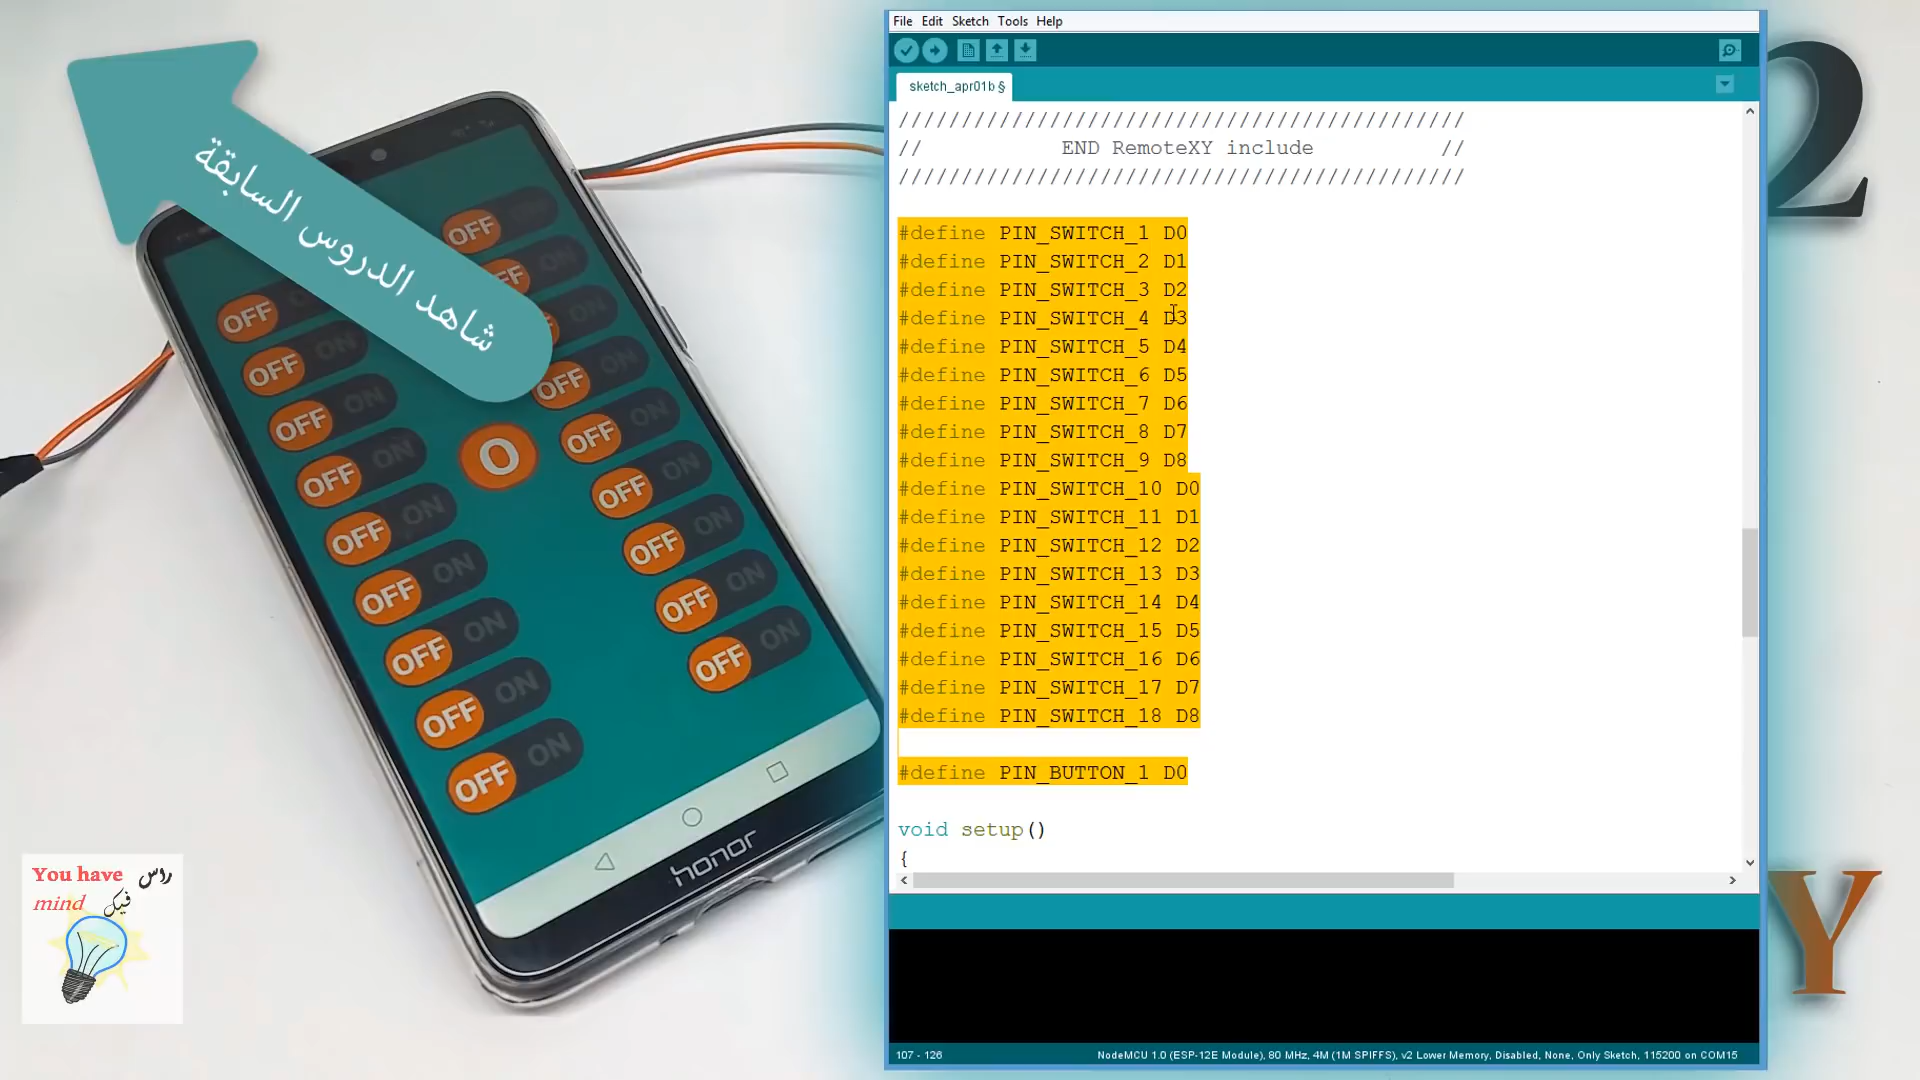 شاهد الدروس السابقة
OFF
OFF ON
OFF ON
OFF ON
OFF ON
OFF ON
OFF ON
OFF ON
OFF ON
OFF
OFF ON
ON
OFF ON
OFF ON
OFF ON
OFF ON
OFF ON
OFF ON
O
honor
You have راس
mind فيك
File Edit Sketch Tools Help
sketch_apr01b §
/////////////////////////////////////////////
// END RemoteXY include //
/////////////////////////////////////////////
#define PIN_SWITCH_1 D0
#define PIN_SWITCH_2 D1
#define PIN_SWITCH_3 D2
#define PIN_SWITCH_4 D3
#define PIN_SWITCH_5 D4
#define PIN_SWITCH_6 D5
#define PIN_SWITCH_7 D6
#define PIN_SWITCH_8 D7
#define PIN_SWITCH_9 D8
#define PIN_SWITCH_10 D0
#define PIN_SWITCH_11 D1
#define PIN_SWITCH_12 D2
#define PIN_SWITCH_13 D3
#define PIN_SWITCH_14 D4
#define PIN_SWITCH_15 D5
#define PIN_SWITCH_16 D6
#define PIN_SWITCH_17 D7
#define PIN_SWITCH_18 D8
#define PIN_BUTTON_1 D0
void setup()
{
107 - 126
NodeMCU 1.0 (ESP-12E Module), 80 MHz, 4M (1M SPIFFS), v2 Lower Memory, Disabled, None, Only Sketch, 115200 on COM15
2
Y